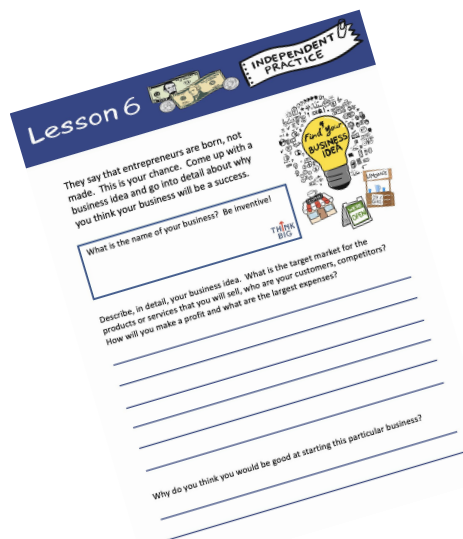 Lesson 6
INDEPENDENT
PRACTICE
They say that entrepreneurs are born, not
made. This is your chance. Come up with a
business idea and go into detail about why
you think your business will be a success.
Find Your
BUSINESS
IDEA
LEMONADE
OPEN
What is the name of your business? Be inventive!
THINK
BIG
Describe, in detail, your business idea. What is the target market for the
products or services that you will sell, who are your customers, competitors?
How will you make a profit and what are the largest expenses?
Why do you think you would be good at starting this particular business?